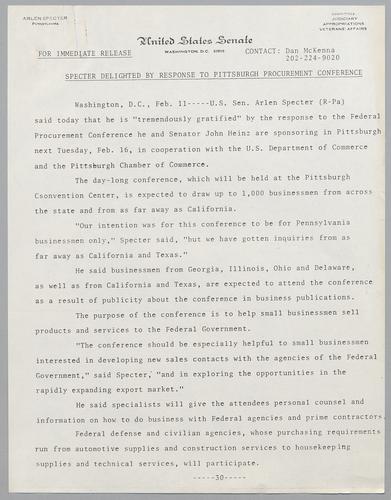 ARLEN SPECTER
PENNSYLVANIA
COMMITTEES:
JUDICIARY
APPROPRIATIONS
VETERANS' AFFAIRS
United States Senate
WASHINGTON, D.C. 20510
FOR IMMEDIATE RELEASE
CONTACT: Dan McKenna
202-224-9020
SPECTER DELIGHTED BY RESPONSE TO PITTSBURGH PROCUREMENT CONFERENCE
Washington, D.C., Feb. 11-----U.S. Sen. Arlen Specter (R-Pa)
said today that he is "tremendously gratified" by the response to the Federal
Procurement Conference he and Senator John Heinz are sponsoring in Pittsburgh
next Tuesday, Feb. 16, in cooperation with the U.S. Department of Commerce
and the Pittsburgh Chamber of Commerce.
The day-long conference, which will be held at the Pittsburgh
Csonvention Center, is expected to draw up to 1,000 businessmen from across
the state and from as far away as California.
"Our intention was for this conference to be for Pennsylvania
businessmen only," Specter said, "but we have gotten inquiries from as
far away as California and Texas."
He said businessmen from Georgia, Illinois, Ohio and Delaware,
as well as from California and Texas, are expected to attend the conference
as a result of publicity about the conference in business publications.
The purpose of the conference is to help small businessmen sell
products and services to the Federal Government.
"The conference should be especially helpful to small businessmen
interested in developing new sales contacts with the agencies of the Federal
Government," said Specter, "and in exploring the opportunities in the
rapidly expanding export market."
He said specialists will give the attendees personal counsel and
information on how to do business with Federal agencies and prime contractors.
Federal defense and civilian agencies, whose purchasing requirements
run from automotive supplies and construction services to housekeeping
supplies and technical services, will participate.
-----30-----